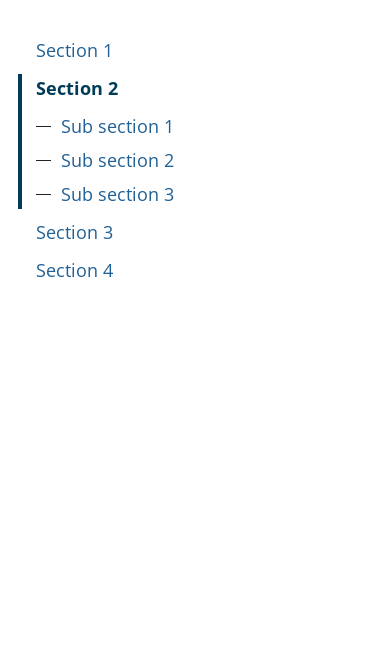 Section 1
Section 2
— Sub section 1
— Sub section 2
— Sub section 3
Section 3
Section 4